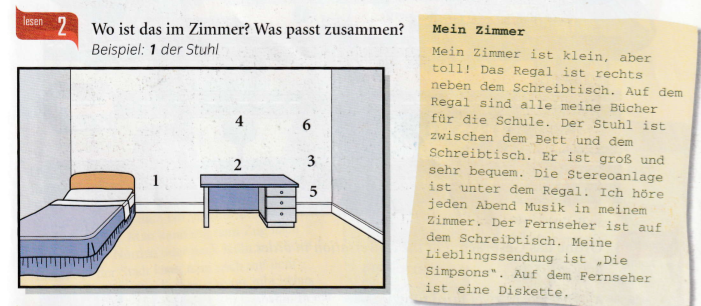 lesen 2
Wo ist das im Zimmer? Was passt zusammen?
Beispiel: 1 der Stuhl
4
6
1
2
3
5
Mein Zimmer
Mein Zimmer ist klein, aber
toll! Das Regal ist rechts
neben dem Schreibtisch. Auf dem
Regal sind alle meine Bücher
für die Schule. Der Stuhl ist
zwischen dem Bett und dem
Schreibtisch. Er ist groß und
sehr bequem. Die Stereoanlage
ist unter dem Regal. Ich höre
jeden Abend Musik in meinem
Zimmer. Der Fernseher ist auf
dem Schreibtisch. Meine
Lieblingssendung ist „Die
Simpsons“. Auf dem Fernseher
ist eine Diskette.